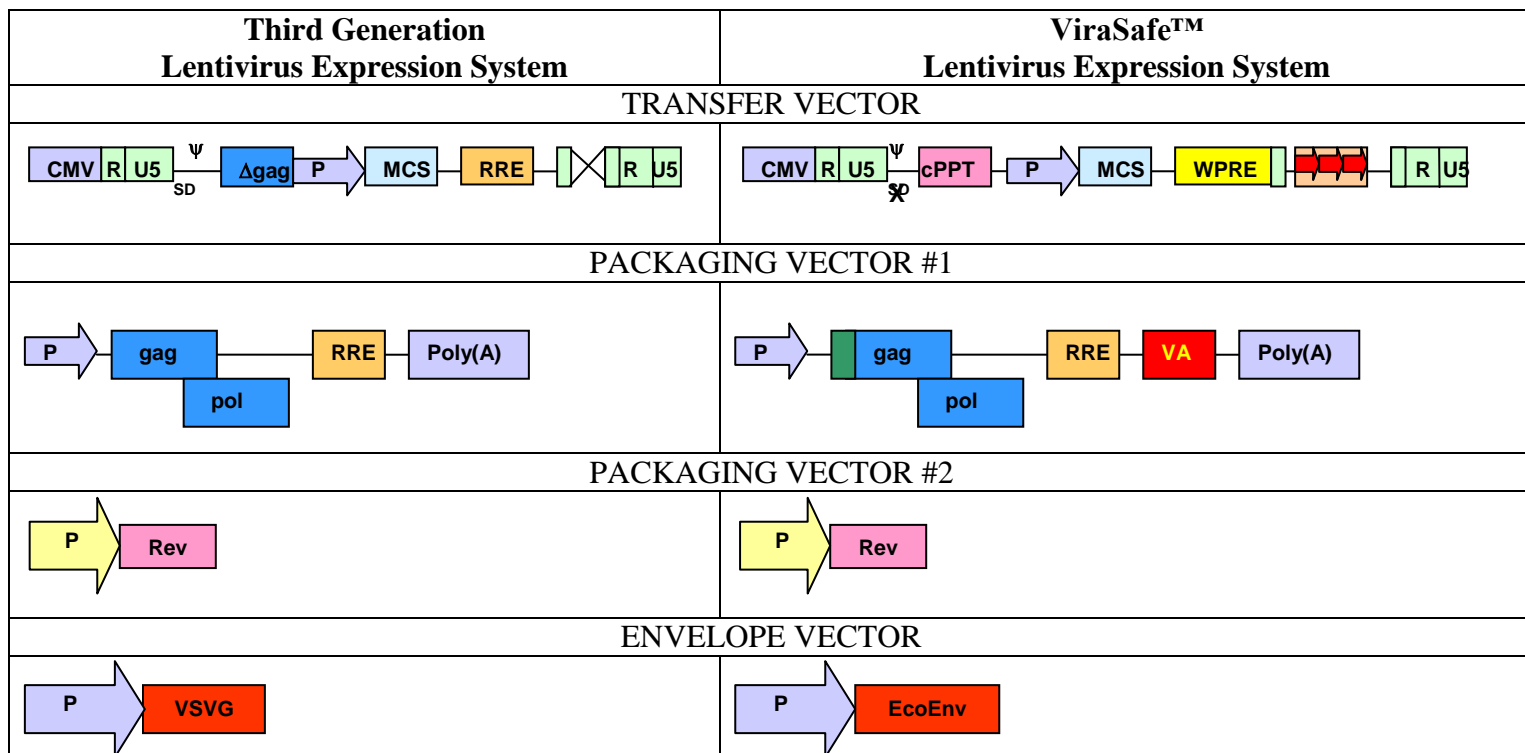 Third Generation
Lentivirus Expression System
ViraSafe™
Lentivirus Expression System
TRANSFER VECTOR
CMV R U5 ψ SD Δgag P MCS RRE R U5
CMV R U5 ψ SD X cPPT P MCS WPRE R U5
PACKAGING VECTOR #1
P gag pol RRE Poly(A)
P gag pol RRE VA Poly(A)
PACKAGING VECTOR #2
P Rev
P Rev
ENVELOPE VECTOR
P VSVG
P EcoEnv